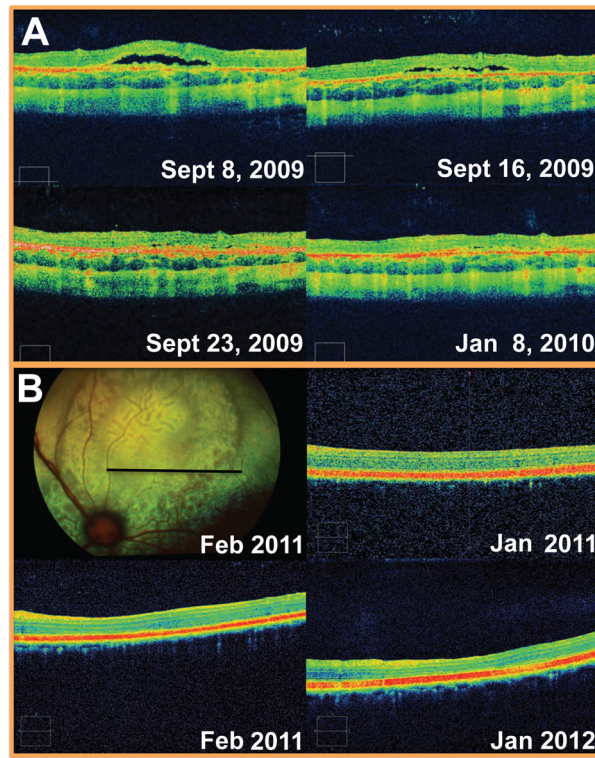 A
Sept 8, 2009
Sept 16, 2009
Sept 23, 2009
Jan 8, 2010
B
Feb 2011
Jan 2011
Feb 2011
Jan 2012